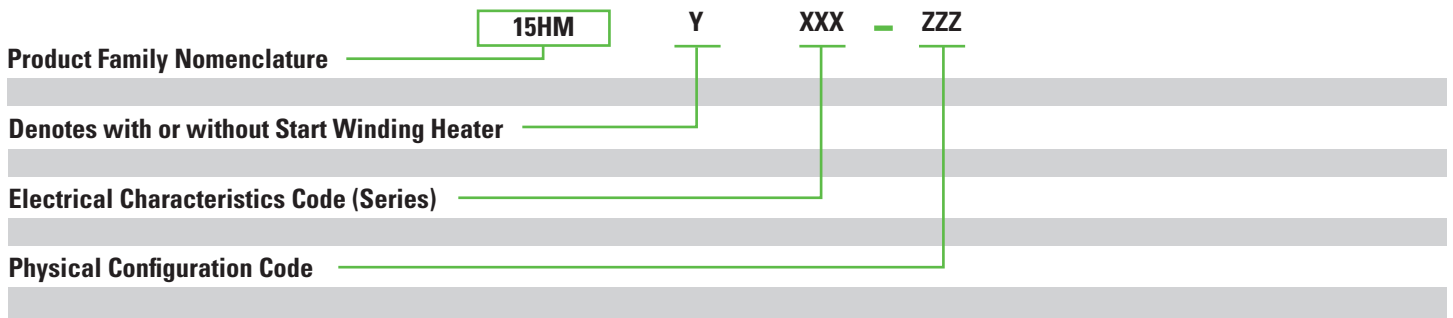 15HM Y XXX - ZZZ
Product Family Nomenclature
Denotes with or without Start Winding Heater
Electrical Characteristics Code (Series)
Physical Configuration Code